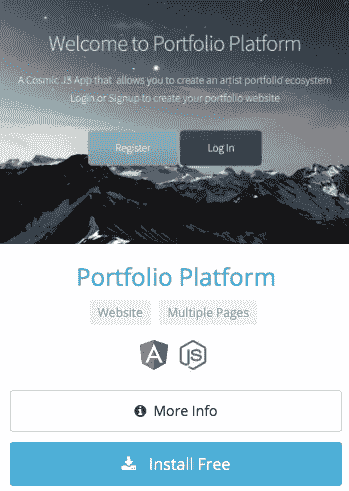 Welcome to Portfolio Platform
A Cosmic JS App that allows you to create an artist portfolio ecosystem
Login or Signup to create your portfolio website
Register
Log In
Portfolio Platform
Website
Multiple Pages
A
JS
More Info
Install Free